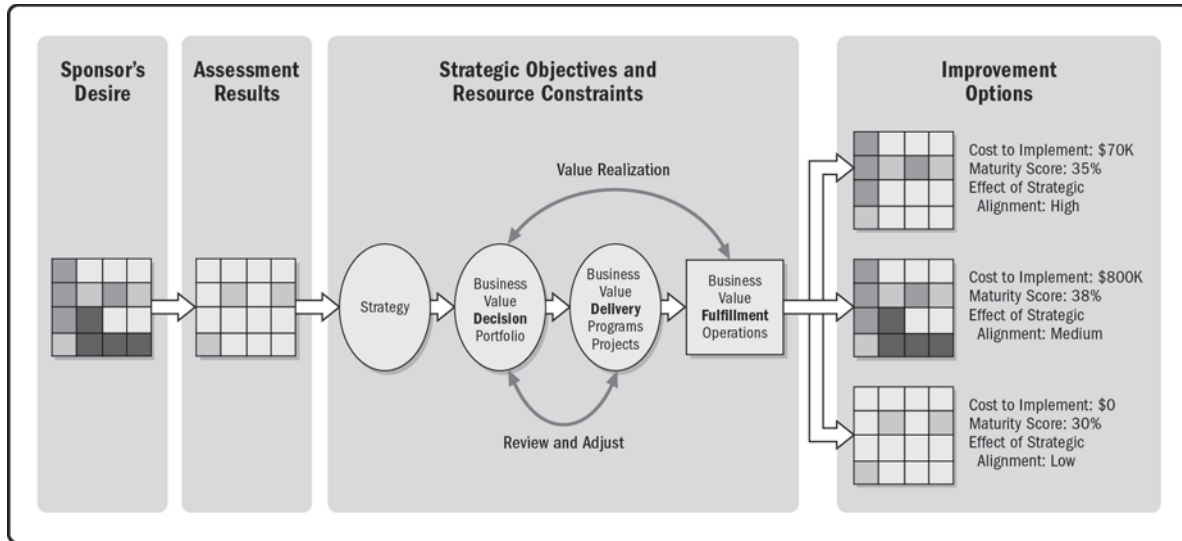 Sponsor's
Desire
Assessment
Results
Strategic Objectives and
Resource Constraints
Improvement
Options
Value Realization
Strategy
Business
Value
Decision
Portfolio
Business
Value
Delivery
Programs
Projects
Business
Value
Fulfillment
Operations
Review and Adjust
Cost to Implement: $70K
Maturity Score: 35%
Effect of Strategic
Alignment: High
Cost to Implement: $800K
Maturity Score: 38%
Effect of Strategic
Alignment: Medium
Cost to Implement: $0
Maturity Score: 30%
Effect of Strategic
Alignment: Low